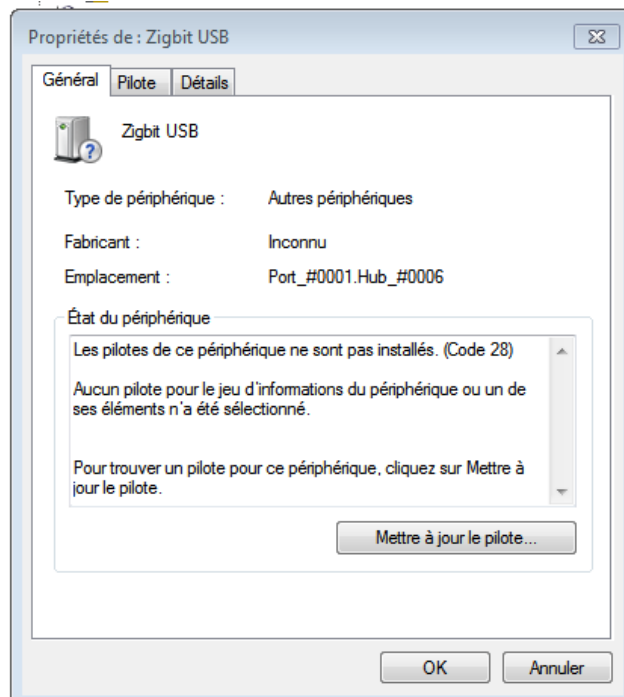 Propriétés de : Zigbit USB
Général Pilote Détails
Zigbit USB
Type de périphérique : Autres périphériques
Fabricant : Inconnu
Emplacement : Port_#0001.Hub_#0006
État du périphérique
Les pilotes de ce périphérique ne sont pas installés. (Code 28)
Aucun pilote pour le jeu d'informations du périphérique ou un de
ses éléments n'a été sélectionné.
Pour trouver un pilote pour ce périphérique, cliquez sur Mettre à
jour le pilote.
Mettre à jour le pilote...
OK Annuler